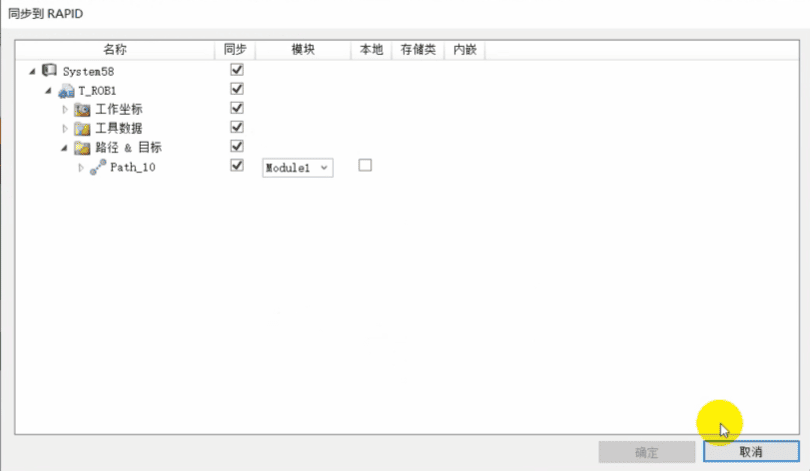 同步到 RAPID
名称 同步 模块 本地 存储类 内嵌
System58
T_ROB1
工作坐标
工具数据
路径 & 目标
Path_10 Module1
确定 取消